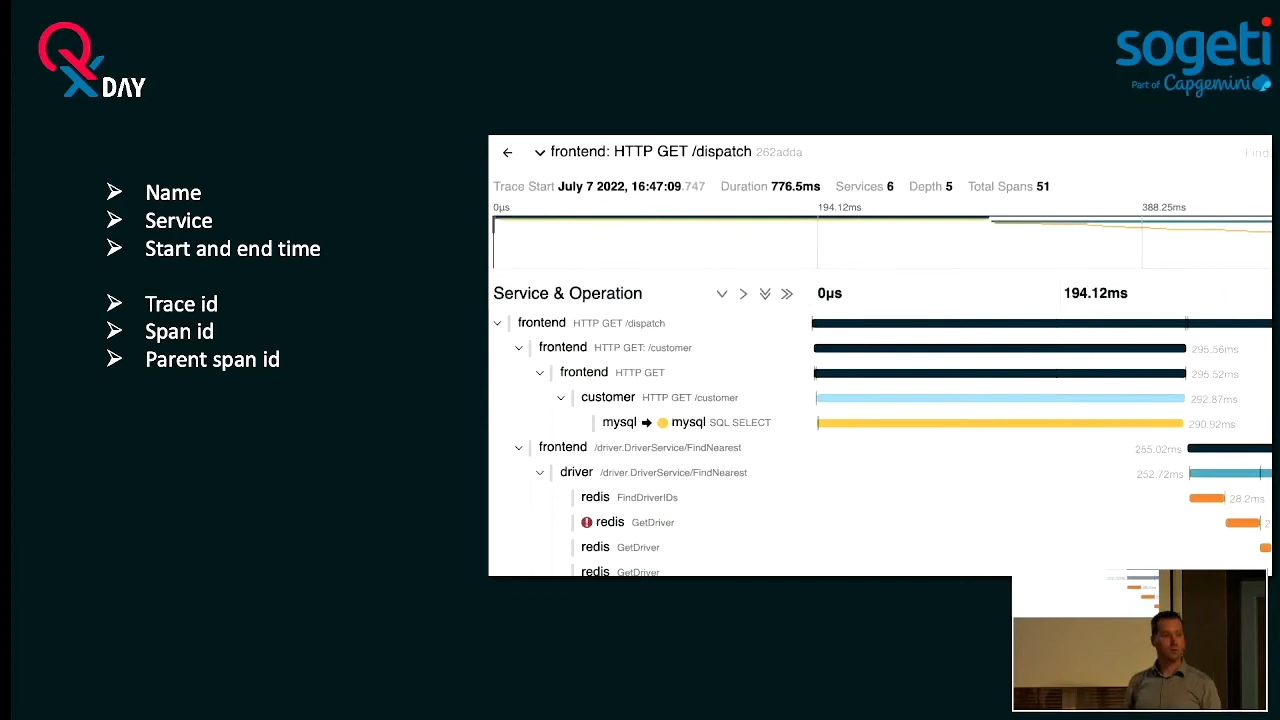 QX DAY
sogeti
Part of Capgemini
Name
Service
Start and end time
Trace id
Span id
Parent span id
frontend: HTTP GET /dispatch 262adda
Find
Trace Start July 7 2022, 16:47:09.747 Duration 776.5ms Services 6 Depth 5 Total Spans 51
0μs 194.12ms 388.25ms
Service & Operation 0μs 194.12ms
frontend HTTP GET /dispatch
frontend HTTP GET: /customer 295.56ms
frontend HTTP GET 295.52ms
customer HTTP GET /customer 292.87ms
mysql mysql SQL SELECT 290.92ms
frontend /driver.DriverService/FindNearest 255.02ms
driver /driver.DriverService/FindNearest 252.72ms
redis FindDriverIDs 28.2ms
redis GetDriver 2
redis GetDriver
redis GetDriver